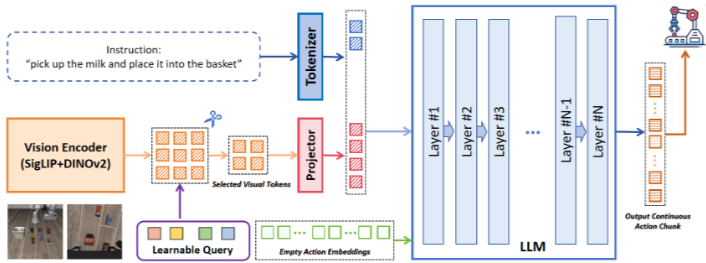 Instruction:
"pick up the milk and place it into the basket"
Tokenizer
Vision Encoder
(SigLIP+DINOv2)
Selected Visual Tokens
Projector
Learnable Query
Empty Action Embeddings
Layer #1
Layer #2
Layer #3
...
Layer #N-1
Layer #N
LLM
Output Continuous
Action Chunk